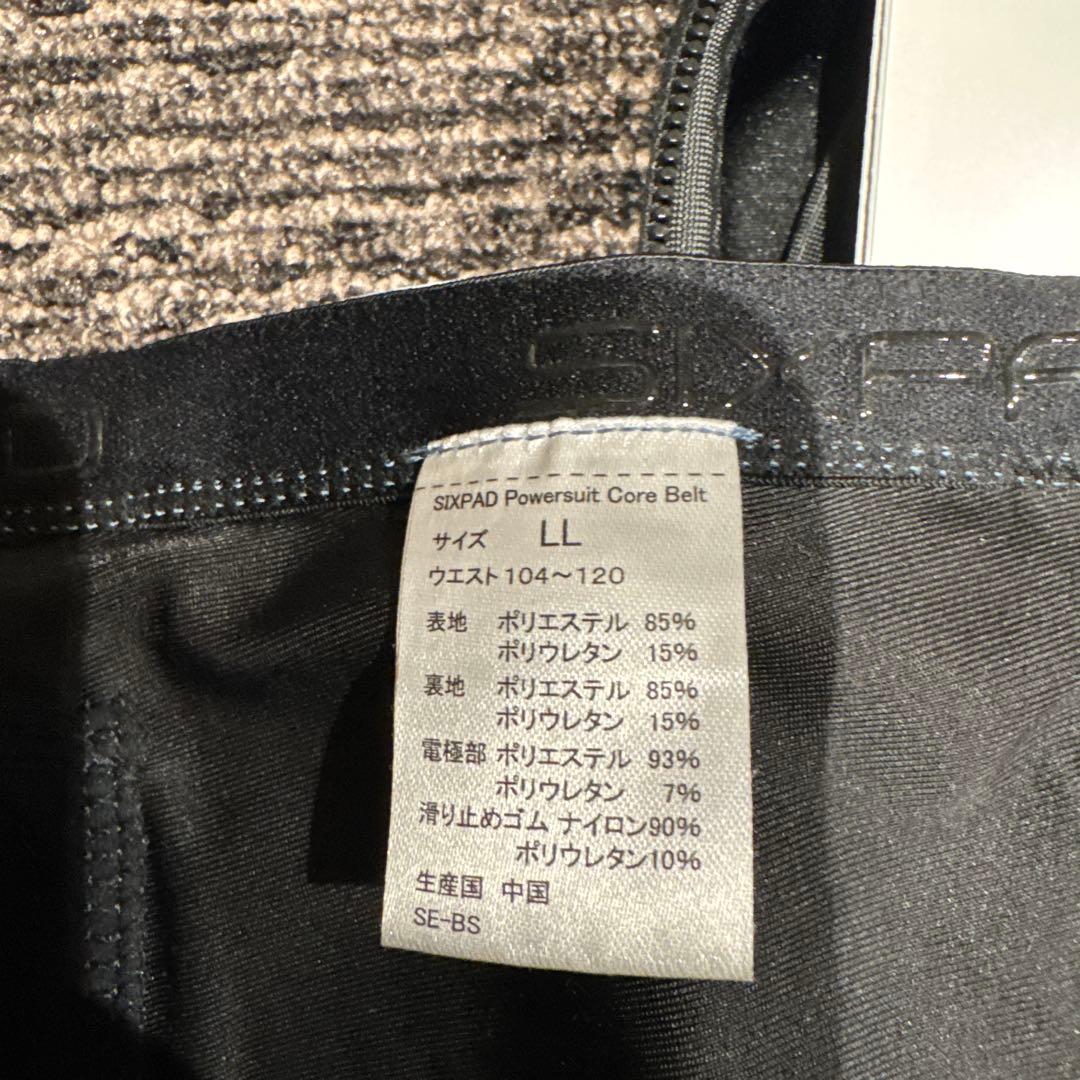 SIXPA
D
SIXPAD Powersuit Core Belt
サイズ LL
ウエスト104～120
表地 ポリエステル 85%
ポリウレタン 15%
裏地 ポリエステル 85%
ポリウレタン 15%
電極部 ポリエステル 93%
ポリウレタン 7%
滑り止めゴム ナイロン90%
ポリウレタン10%
生産国 中国
SE-BS